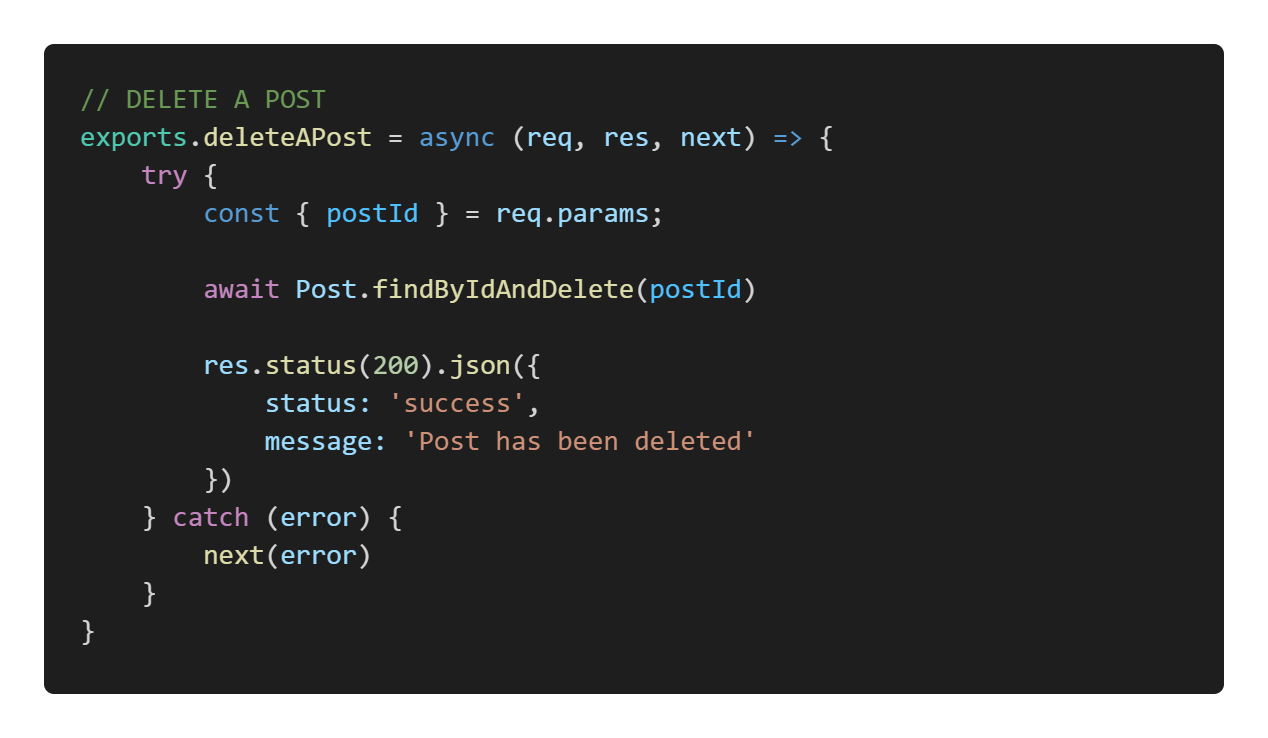 // DELETE A POST
exports.deleteAPost = async (req, res, next) => {
    try {
        const { postId } = req.params;

        await Post.findByIdAndDelete(postId)

        res.status(200).json({
            status: 'success',
            message: 'Post has been deleted'
        })
    } catch (error) {
        next(error)
    }
}